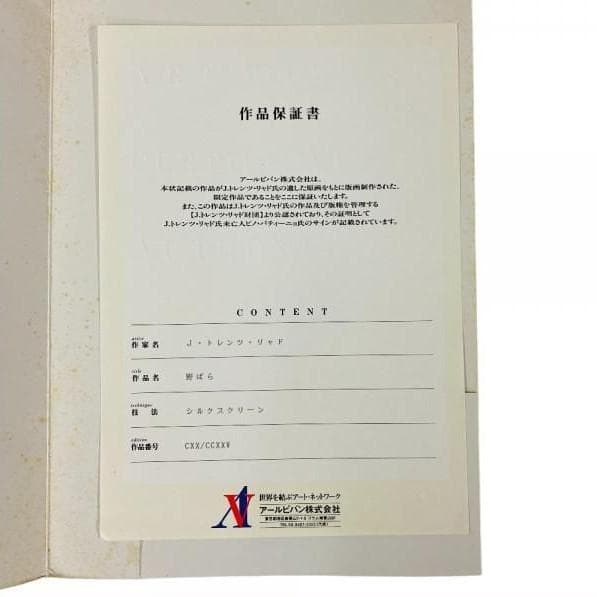 作品保証書
アールビバン株式会社は、
本状記載の作品がJ.トレンツ・リャド氏の遺した原画をもとに版画制作された、
限定作品であることをここに保証いたします。
また、この作品はJ.トレンツ・リャド氏の作品及び版権を管理する
【J.トレンツ・リャド財団】より公認されており、その証明として
J.トレンツ・リャド氏未亡人ピノ・パティーニョ氏のサインが記載されています。
CONTENT
artist
作家名 J・トレンツ・リャド
title
作品名 野ばら
technique
技法 シルクスクリーン
edition
作品番号 CXX/CCXXV
世界を結ぶアート・ネットワーク
アールビバン株式会社